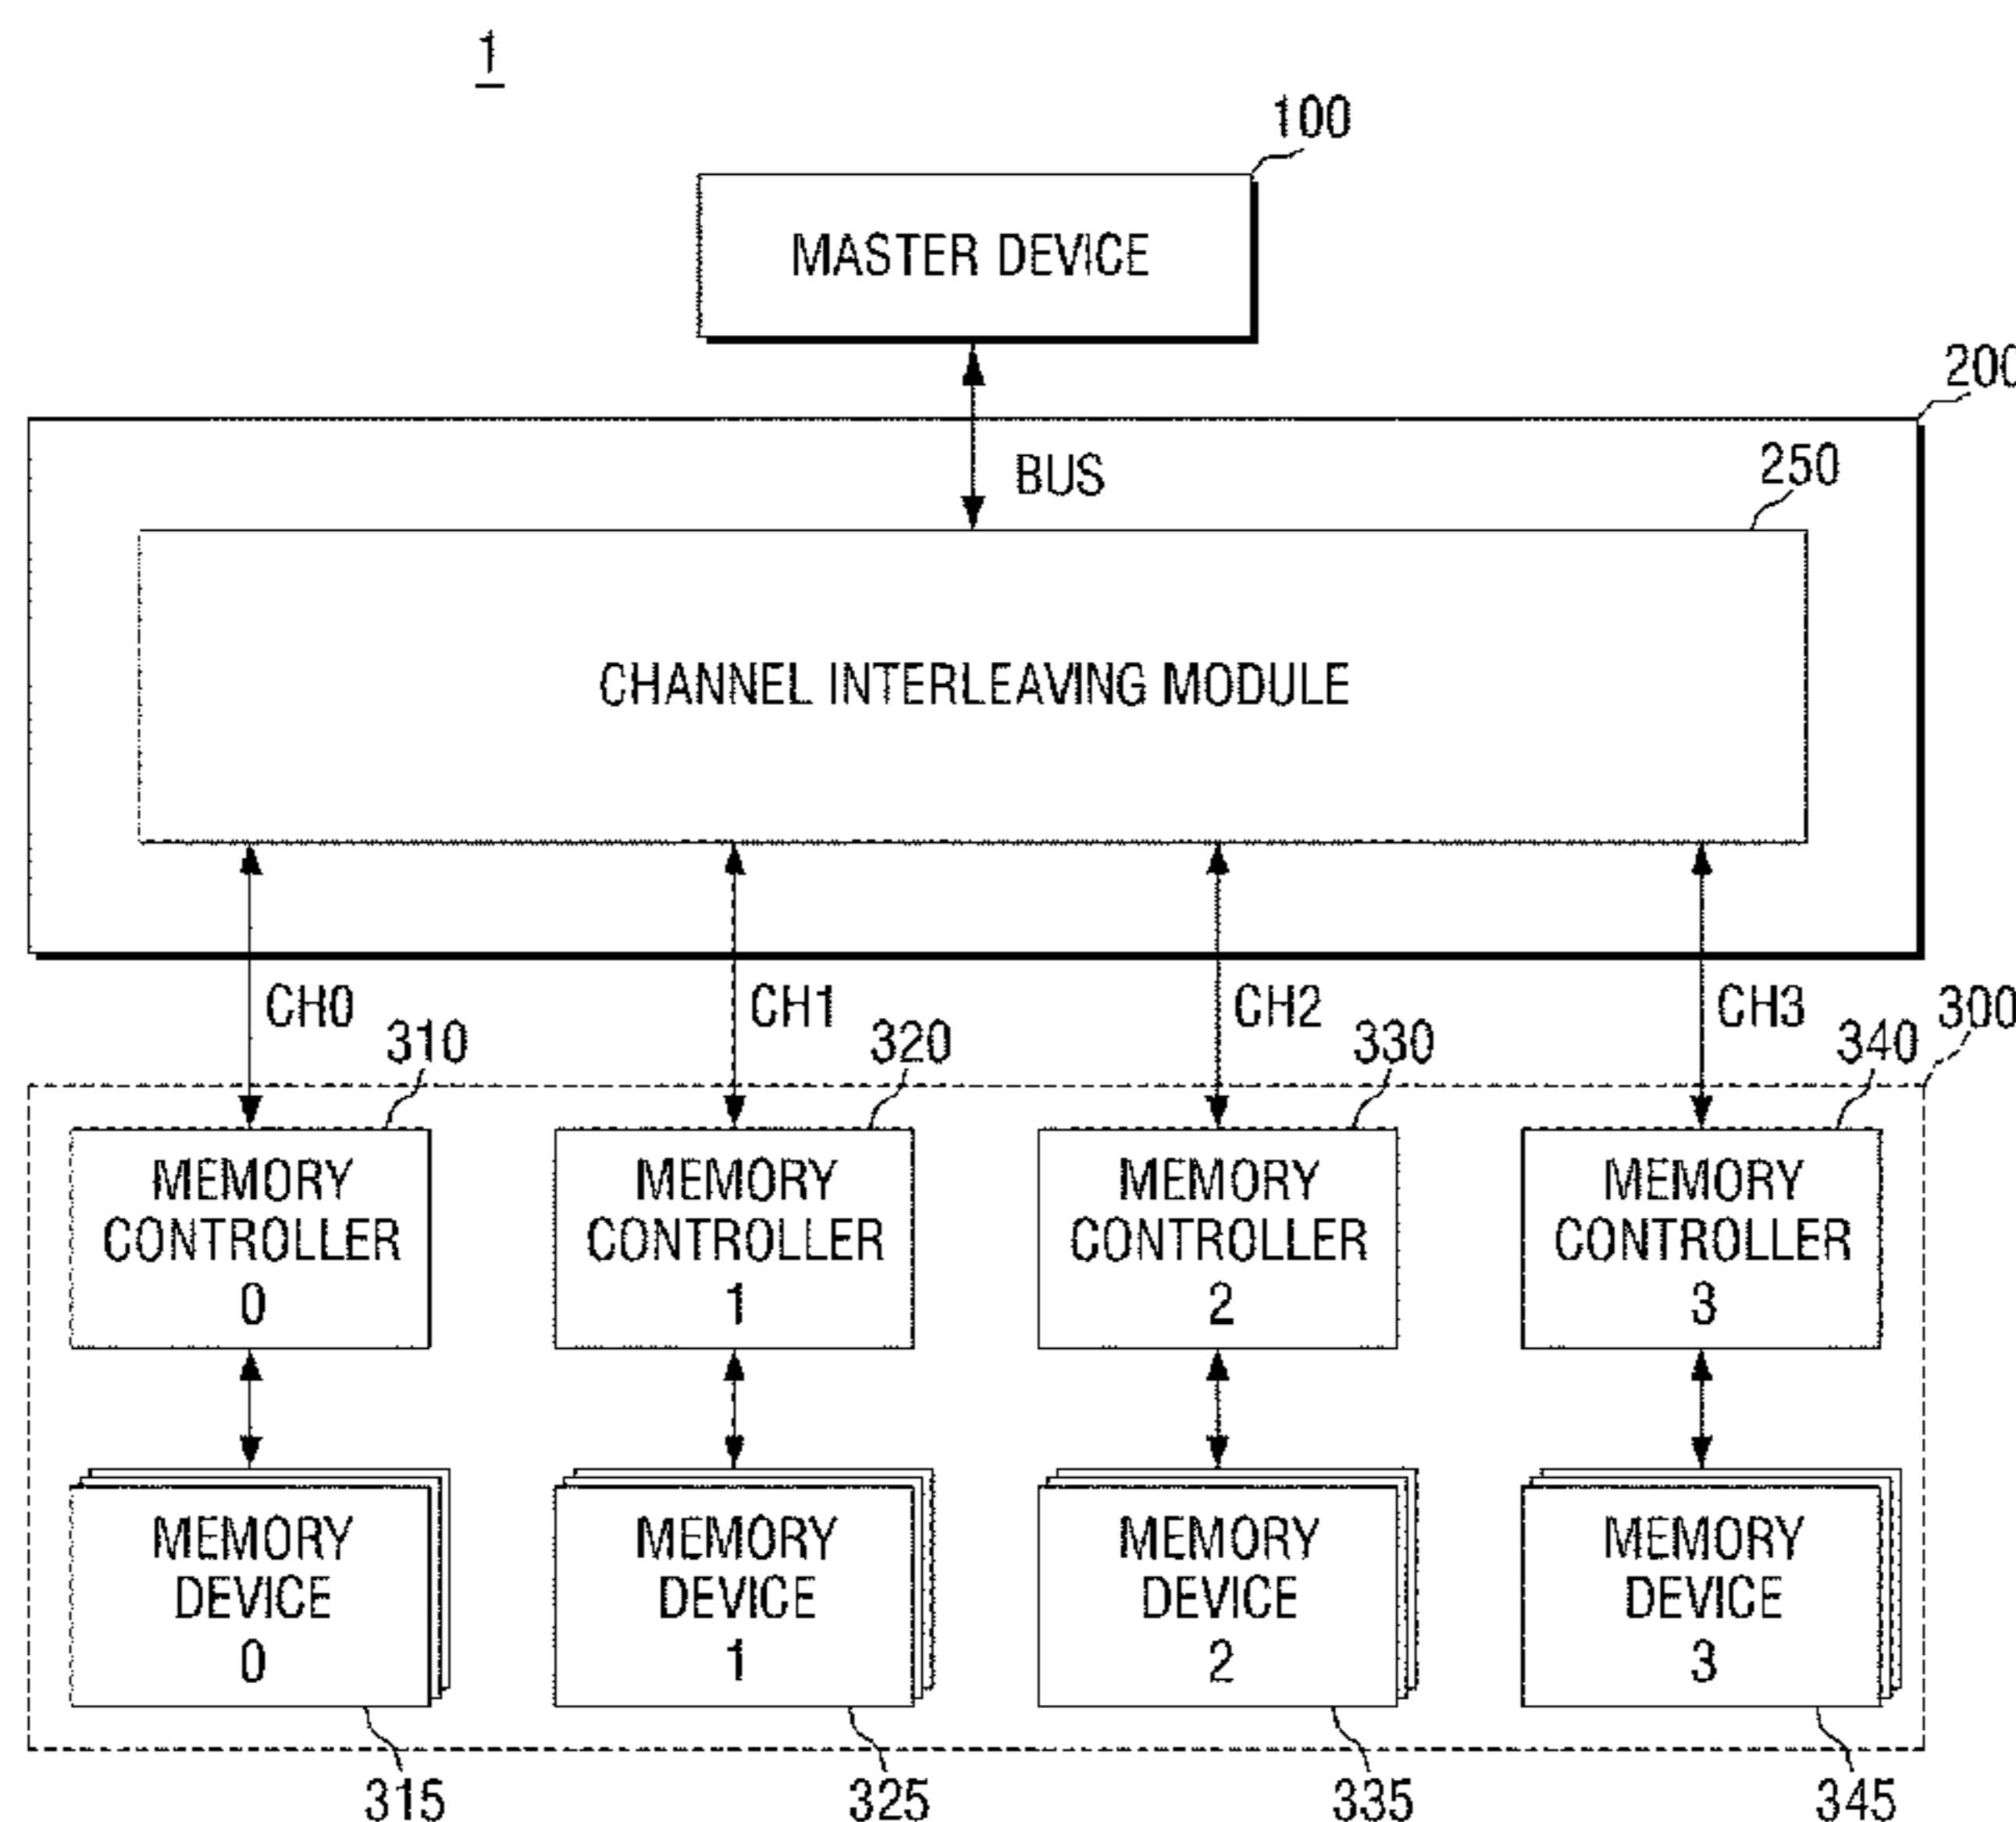 1
100
MASTER DEVICE
200
BUS
250
CHANNEL INTERLEAVING MODULE
CH0
CH1
CH2
CH3
300
310
320
330
340
MEMORY
CONTROLLER
0
MEMORY
CONTROLLER
1
MEMORY
CONTROLLER
2
MEMORY
CONTROLLER
3
MEMORY
DEVICE
0
MEMORY
DEVICE
1
MEMORY
DEVICE
2
MEMORY
DEVICE
3
315
325
335
345